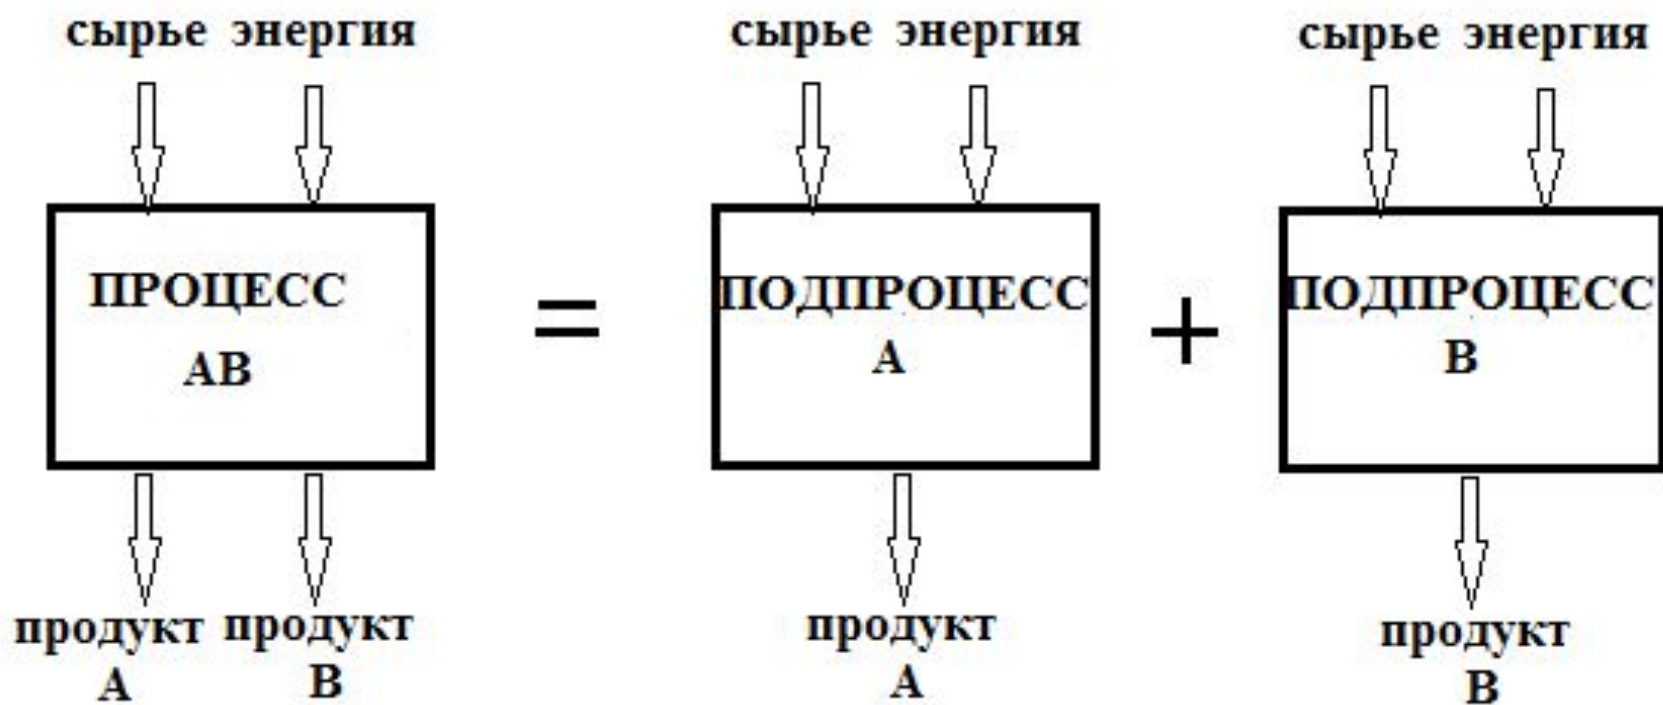 сырье энергия
сырье энергия
сырье энергия
ПРОЦЕСС
АВ
=
ПОДПРОЦЕСС
А
+
ПОДПРОЦЕСС
В
продукт
А
продукт
В
продукт
А
продукт
В